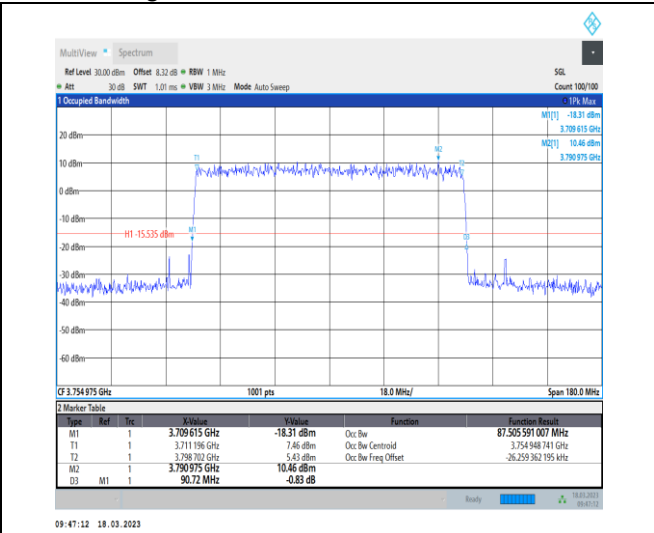 MultiView Spectrum
Ref Level 30.00 dBm Offset 8.32 dB RBW 1 MHz SGL
Att 30 dB SWT 1.01 ms VBW 3 MHz Mode Auto Sweep Count 100/100
1 Occupied Bandwidth 1Pk Max
M1[1] -18.31 dBm
3.709 615 GHz
M2[1] 10.46 dBm
3.790 975 GHz
20 dBm
M2
T1
T2
10 dBm
0 dBm
-10 dBm
H1 -15.535 dBm
M1
D3
-20 dBm
-30 dBm
-40 dBm
-50 dBm
-60 dBm
CF 3.754 975 GHz 1001 pts 18.0 MHz/ Span 180.0 MHz
2 Marker Table
Type Ref Trc X-Value Y-Value Function Function Result
M1 1 3.709 615 GHz -18.31 dBm Occ Bw 87.505 591 007 MHz
T1 1 3.711 196 GHz 7.46 dBm Occ Bw Centroid 3.754 948 741 GHz
T2 1 3.798 702 GHz 5.43 dBm Occ Bw Freq Offset -26.259 362 195 kHz
M2 1 3.790 975 GHz 10.46 dBm
D3 M1 1 90.72 MHz -0.83 dB
Ready 18.03.2023
09:47:12
09:47:12 18.03.2023